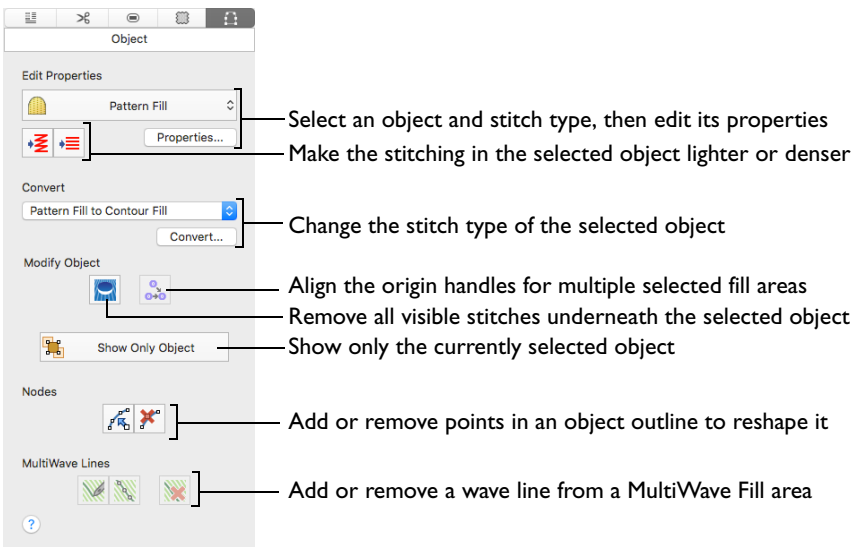 Object
Edit Properties
Pattern Fill
Properties...
Select an object and stitch type, then edit its properties
Make the stitching in the selected object lighter or denser
Convert
Pattern Fill to Contour Fill
Convert...
Change the stitch type of the selected object
Modify Object
Align the origin handles for multiple selected fill areas
Remove all visible stitches underneath the selected object
Show Only Object
Show only the currently selected object
Nodes
Add or remove points in an object outline to reshape it
MultiWave Lines
Add or remove a wave line from a MultiWave Fill area
?